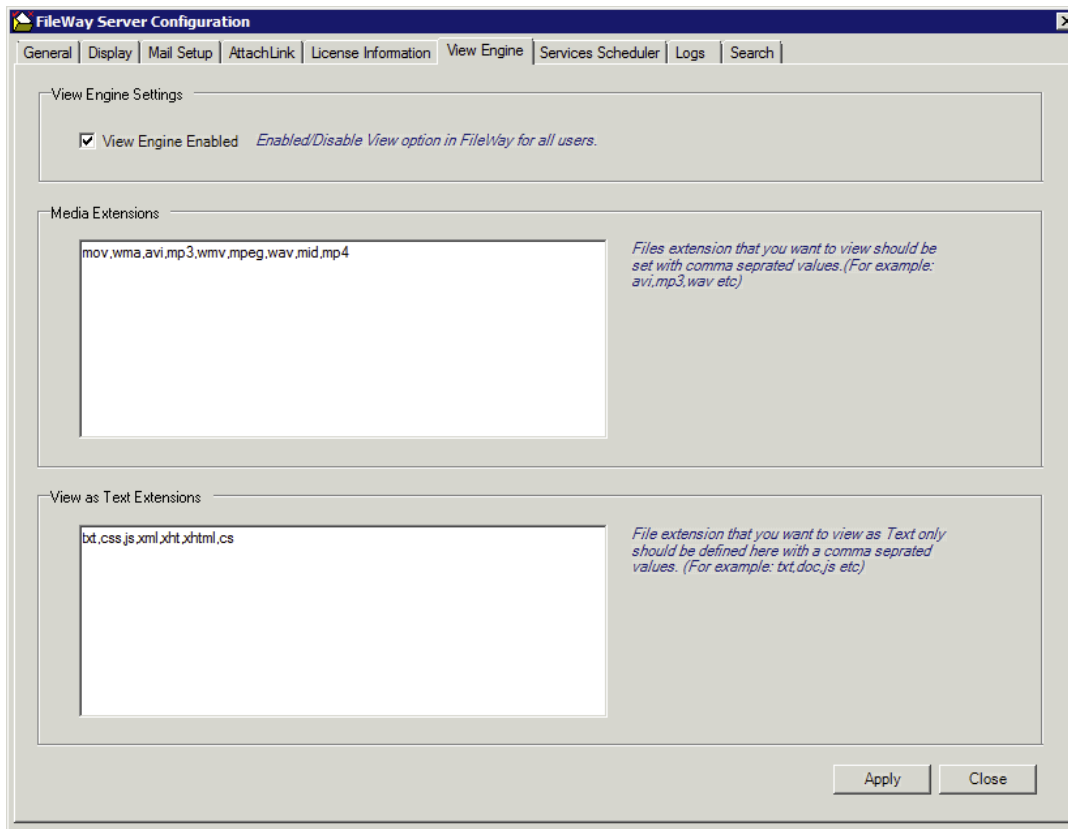 FileWay Server Configuration
General Display Mail Setup AttachLink License Information View Engine Services Scheduler Logs Search
View Engine Settings
View Engine Enabled Enabled/Disable View option in FileWay for all users.
Media Extensions
mov,wma,avi,mp3,wmv,mpeg,wav,mid,mp4
Files extension that you want to view should be
set with comma seprated values.(For example:
avi,mp3,wav etc)
View as Text Extensions
txt,css,js,xml,xht,xhtml,cs
File extension that you want to view as Text only
should be defined here with a comma seprated
values. (For example: txt,doc,js etc)
Apply Close